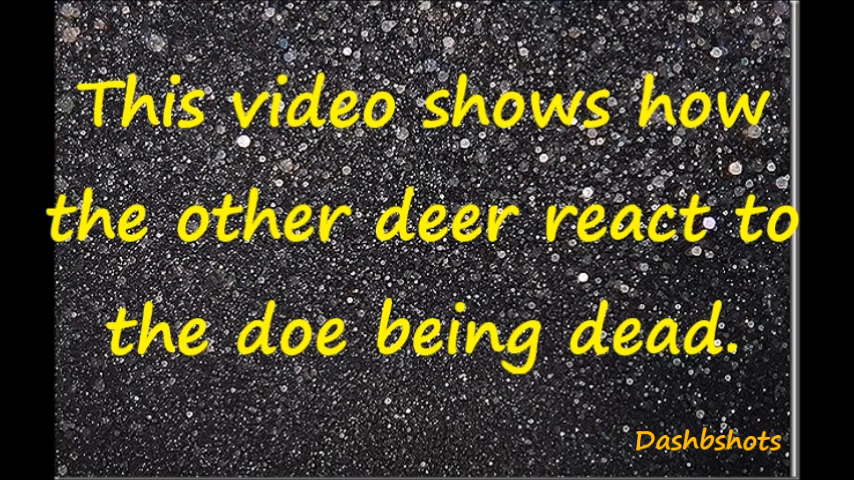 This video shows how
the other deer react to
the doe being dead.
Dashbshots